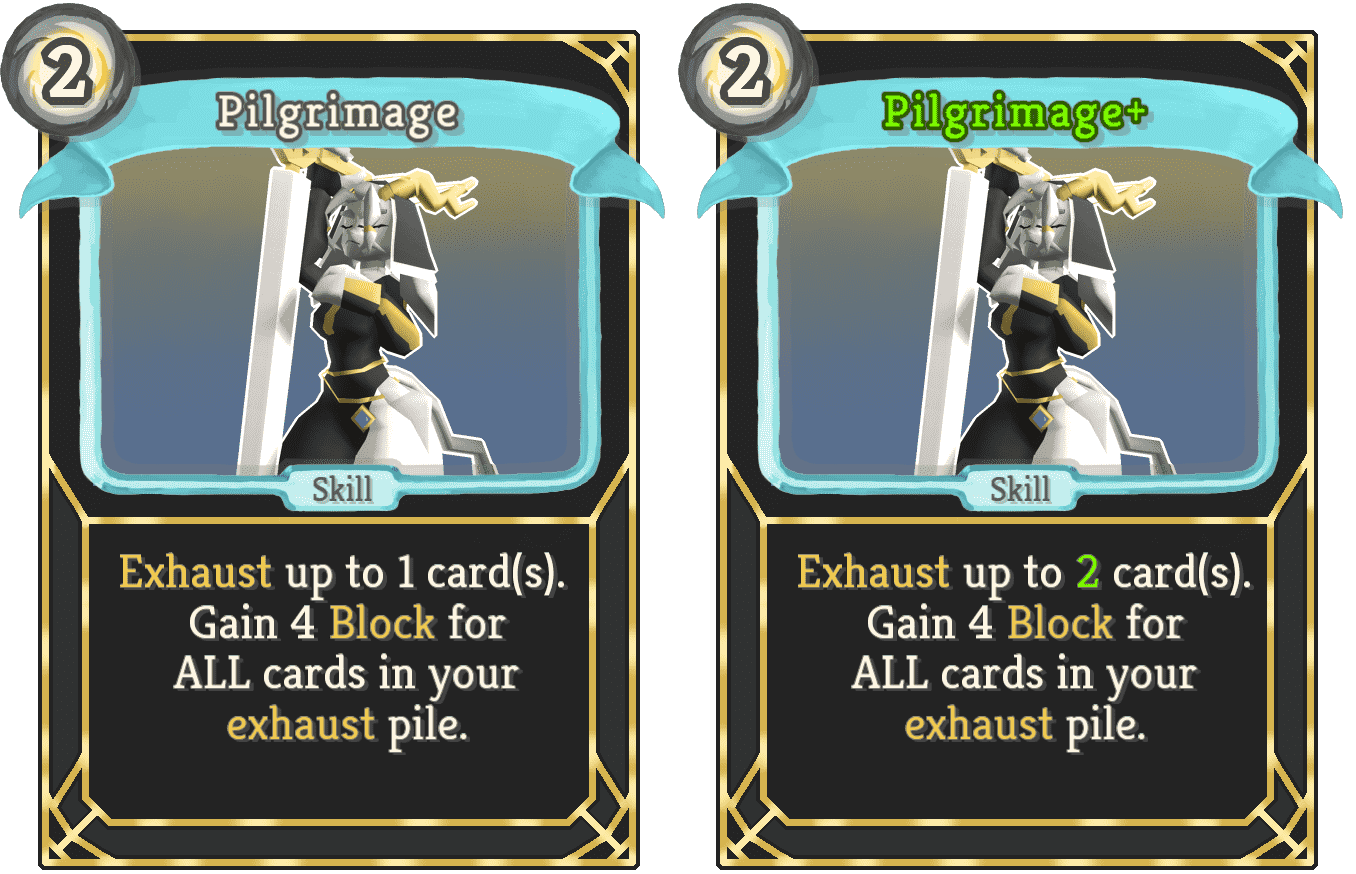 2
Pilgrimage
Skill
Exhaust up to 1 card(s).
Gain 4 Block for
ALL cards in your
exhaust pile.
2
Pilgrimage+
Skill
Exhaust up to 2 card(s).
Gain 4 Block for
ALL cards in your
exhaust pile.